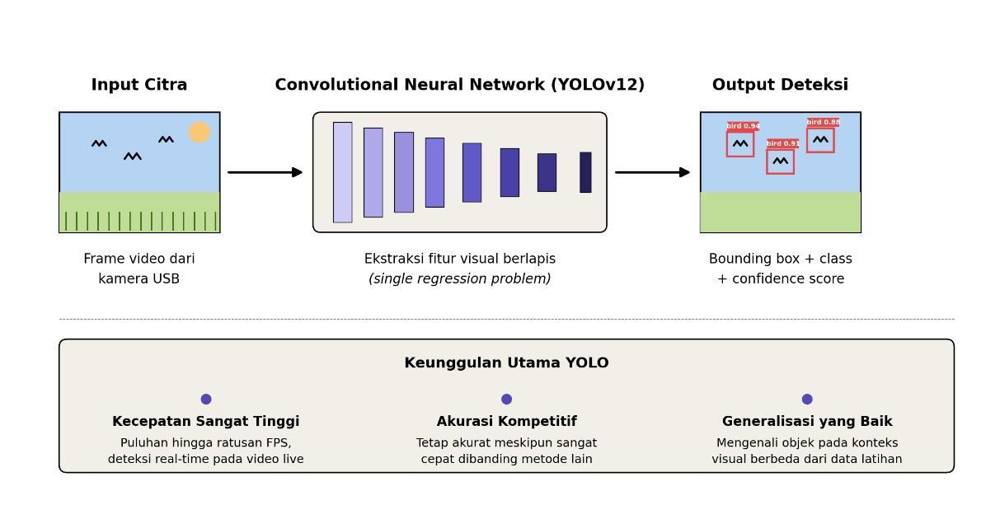 Input Citra
Convolutional Neural Network (YOLOv12)
Output Deteksi
bird 0.94
bird 0.91
bird 0.88
Frame video dari
kamera USB
Ekstraksi fitur visual berlapis
(single regression problem)
Bounding box + class
+ confidence score
Keunggulan Utama YOLO
Kecepatan Sangat Tinggi
Puluhan hingga ratusan FPS,
deteksi real-time pada video live
Akurasi Kompetitif
Tetap akurat meskipun sangat
cepat dibanding metode lain
Generalisasi yang Baik
Mengenali objek pada konteks
visual berbeda dari data latihan